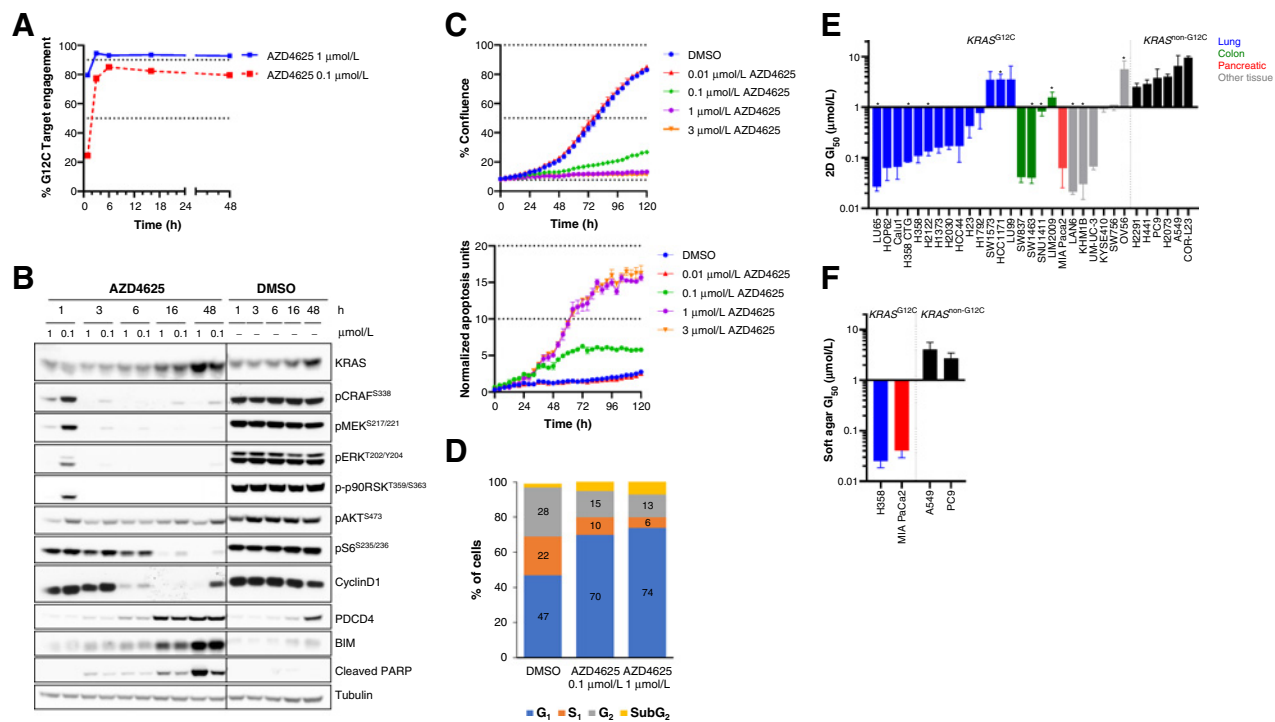 A
% G12C Target engagement
100
80
60
40
20
0
0 6 12 18 24 48
Time (h)
AZD4625 1 μmol/L
AZD4625 0.1 μmol/L
B
AZD4625 DMSO
1 3 6 16 48 1 3 6 16 48 h
1 0.1 1 0.1 1 0.1 1 0.1 1 0.1 – – – – – μmol/L
KRAS
pCRAF^S338
pMEK^S217/221
pERK^T202/Y204
p-p90RSK^T359/S363
pAKT^S473
pS6^S235/236
CyclinD1
PDCD4
BIM
Cleaved PARP
Tubulin
C
% Confluence
100
80
60
40
20
0
0 24 48 72 96 120
Time (h)
DMSO
0.01 μmol/L AZD4625
0.1 μmol/L AZD4625
1 μmol/L AZD4625
3 μmol/L AZD4625
Normalized apoptosis units
20
15
10
5
0
0 24 48 72 96 120
Time (h)
DMSO
0.01 μmol/L AZD4625
0.1 μmol/L AZD4625
1 μmol/L AZD4625
3 μmol/L AZD4625
D
% of cells
100
80
60
40
20
0
28 15 13
22 10 6
47 70 74
DMSO AZD4625 AZD4625
0.1 μmol/L 1 μmol/L
G₁ S₁ G₂ SubG₂
E
KRAS^G12C KRAS^non-G12C
Lung
Colon
Pancreatic
Other tissue
2D GI₅₀ (μmol/L)
10
1
0.1
0.01
* * * * * * * * * *
LU65
HOP62
Calu1
H358 CTG
H358
H2122
H1373
H2030
HCC44
H23
H1792
SW1573
HCC1171
LU99
SW837
SW1463
SNU1411
LIM2009
MIA Paca2
LAN6
KHM1B
UM-UC-3
KYSE410
SW756
OV56
H2291
H441
PC9
H2073
A549
COR-L23
F
KRAS^G12C KRAS^non-G12C
Soft agar GI₅₀ (μmol/L)
10
1
0.1
0.01
H358
MIA PaCa2
A549
PC9